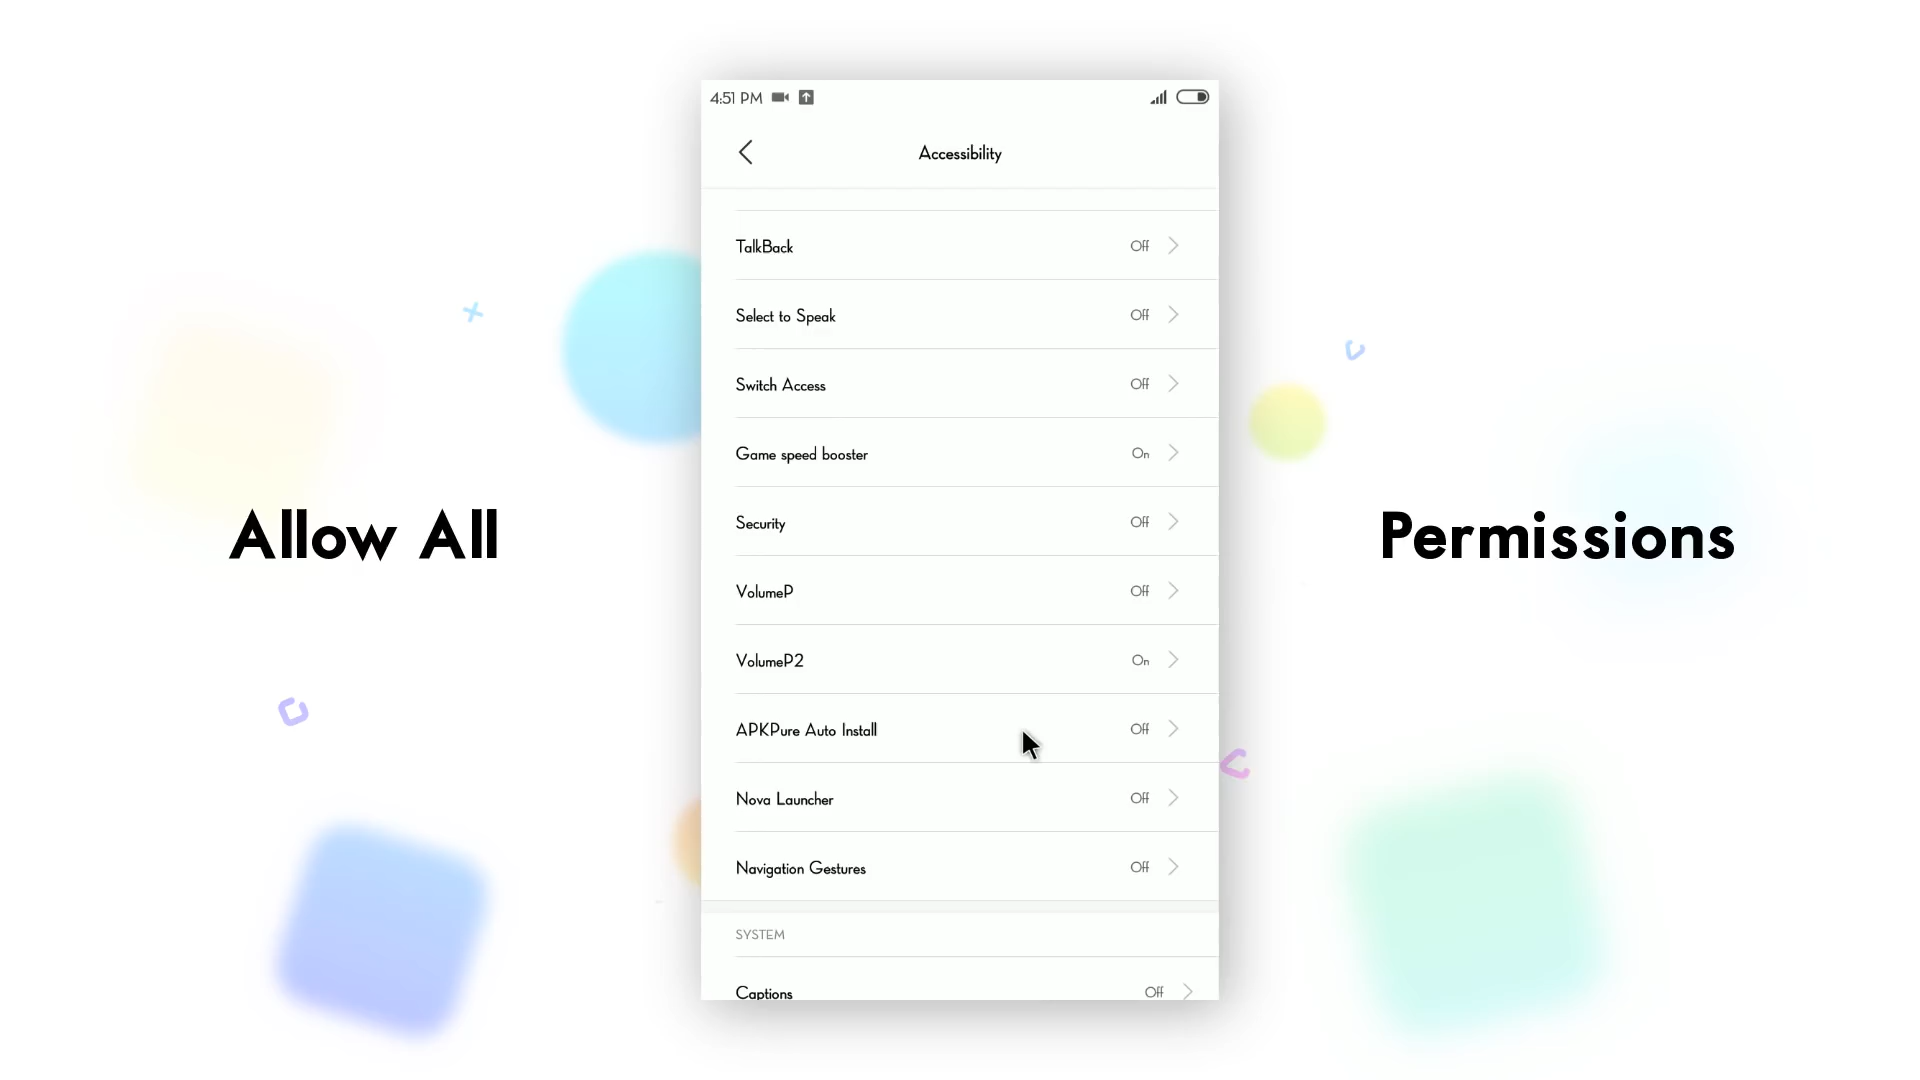 4:51 PM
Accessibility
TalkBack Off
Select to Speak Off
Switch Access Off
Game speed booster On
Security Off
VolumeP Off
VolumeP2 On
APKPure Auto Install Off
Nova Launcher Off
Navigation Gestures Off
SYSTEM
Captions Off
Allow All
Permissions